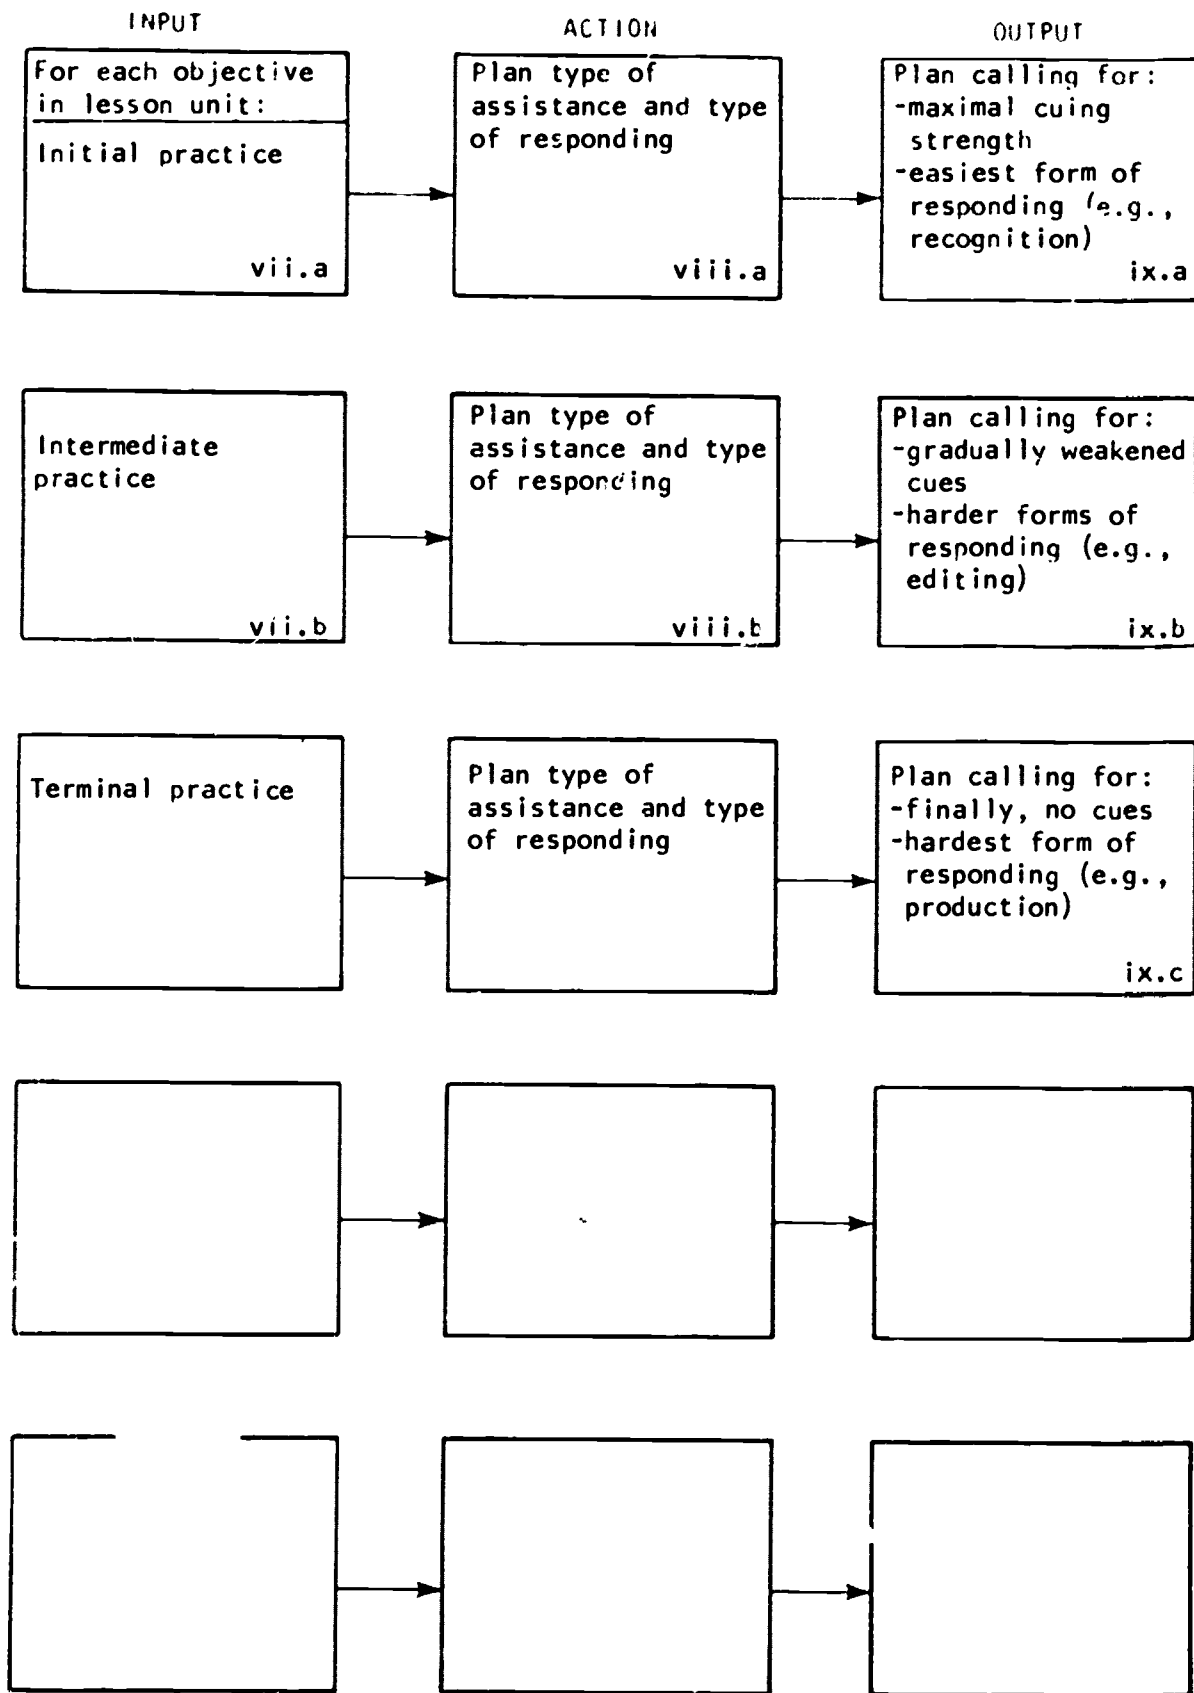 INPUT
ACTION
OUTPUT
For each objective
in lesson unit:
Initial practice
vii.a
Plan type of
assistance and type
of responding
viii.a
Plan calling for:
-maximal cuing
strength
-easiest form of
responding (e.g.,
recognition)
ix.a
Intermediate
practice
vii.b
Plan type of
assistance and type
of responding
viii.b
Plan calling for:
-gradually weakened
cues
-harder forms of
responding (e.g.,
editing)
ix.b
Terminal practice
Plan type of
assistance and type
of responding
Plan calling for:
-finally, no cues
-hardest form of
responding (e.g.,
production)
ix.c